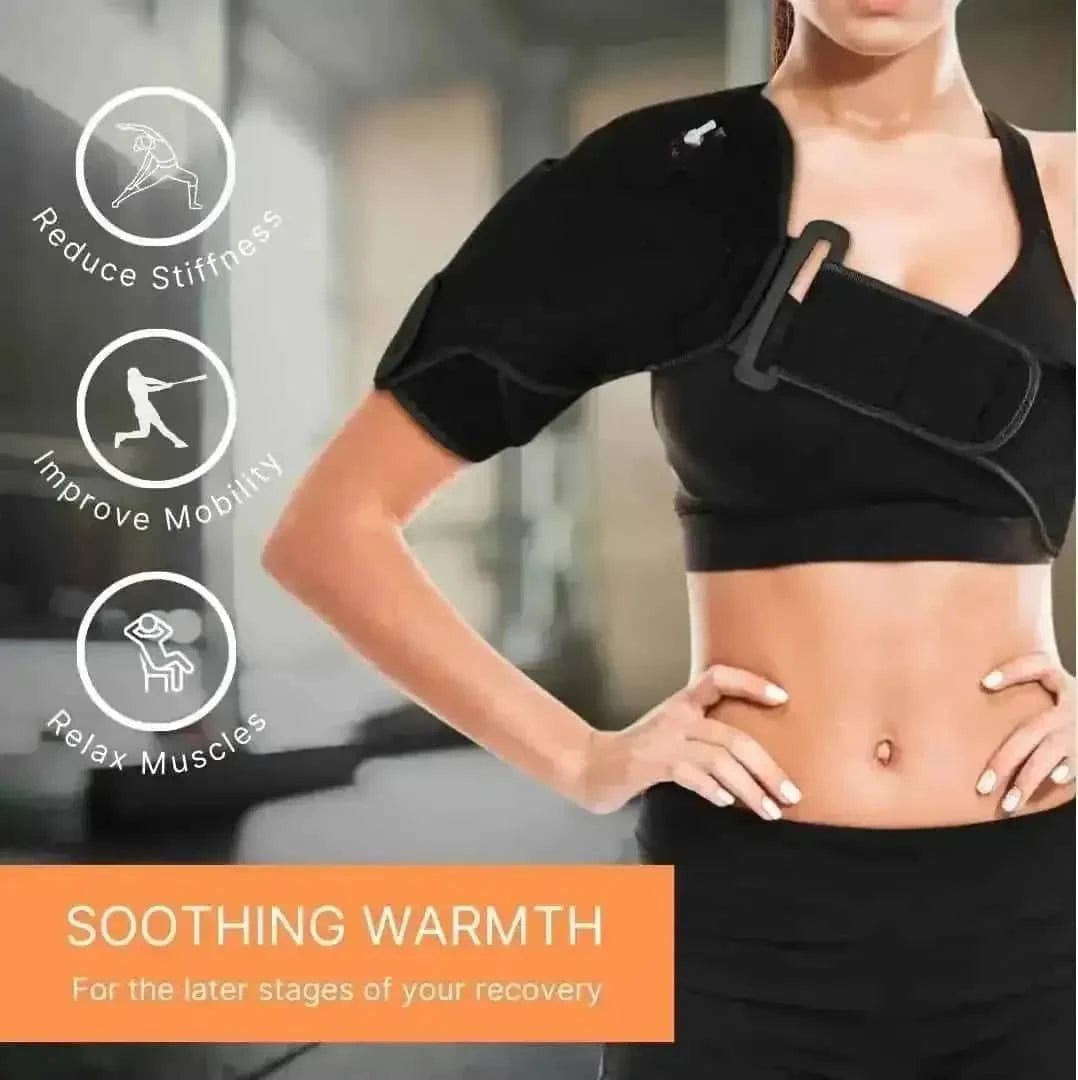 Reduce Stiffness
Improve Mobility
Relax Muscles
SOOTHING WARMTH
For the later stages of your recovery